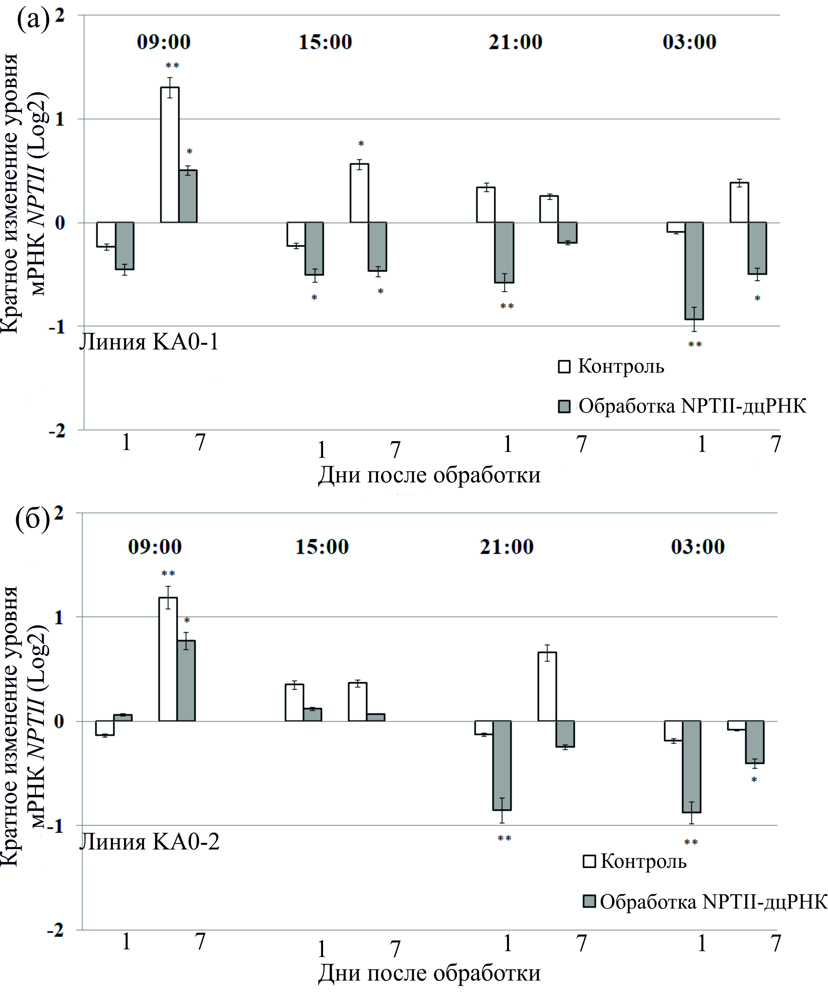 (а)
2
09:00 15:00 21:00 03:00
**
*
*
1
0
* * ** ** *
-1
-2
Кратное изменение уровня
мРНК NPTII (Log2)
Линия KA0-1
Контроль
Обработка NPTII-дцРНК
1 7 1 7 1 7 1 7
Дни после обработки
(б)
2
09:00 15:00 21:00 03:00
**
*
1
0
** ** *
-1
-2
Кратное изменение уровня
мРНК NPTII (Log2)
Линия KA0-2
Контроль
Обработка NPTII-дцРНК
1 7 1 7 1 7 1 7
Дни после обработки